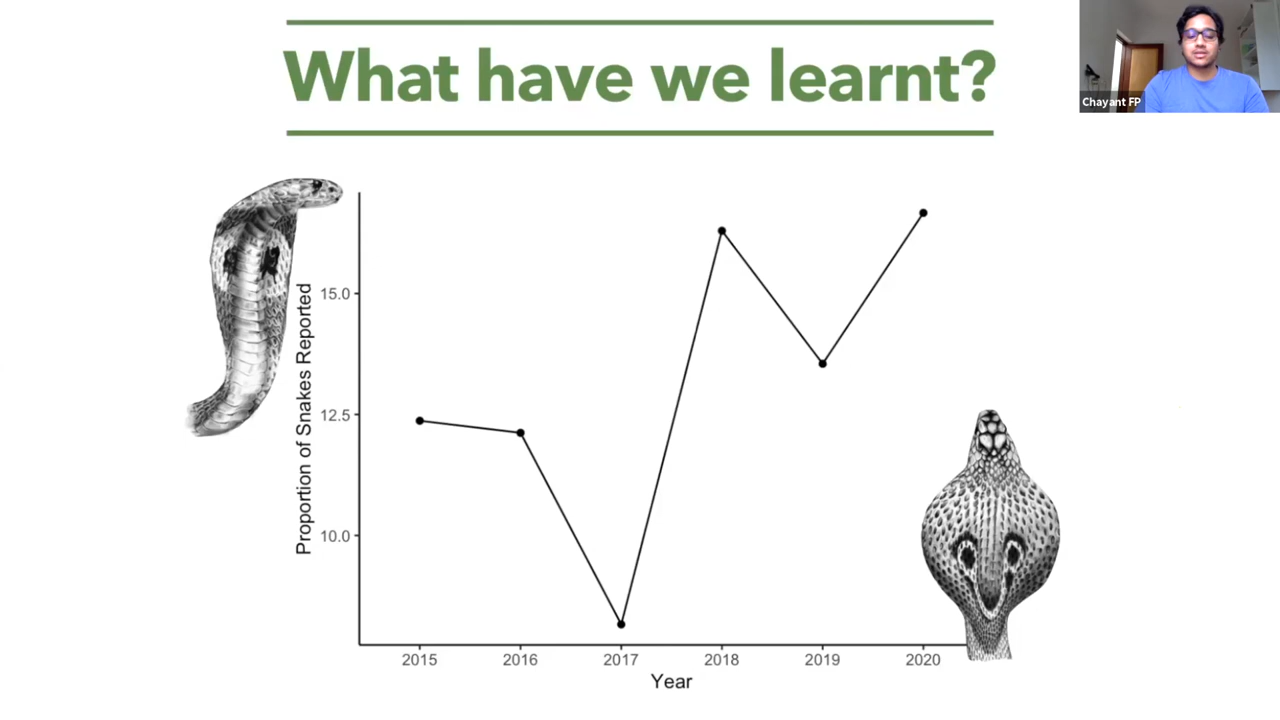 What have we learnt?
Chayant FP
Proportion of Snakes Reported
15.0
12.5
10.0
2015 2016 2017 2018 2019 2020
Year